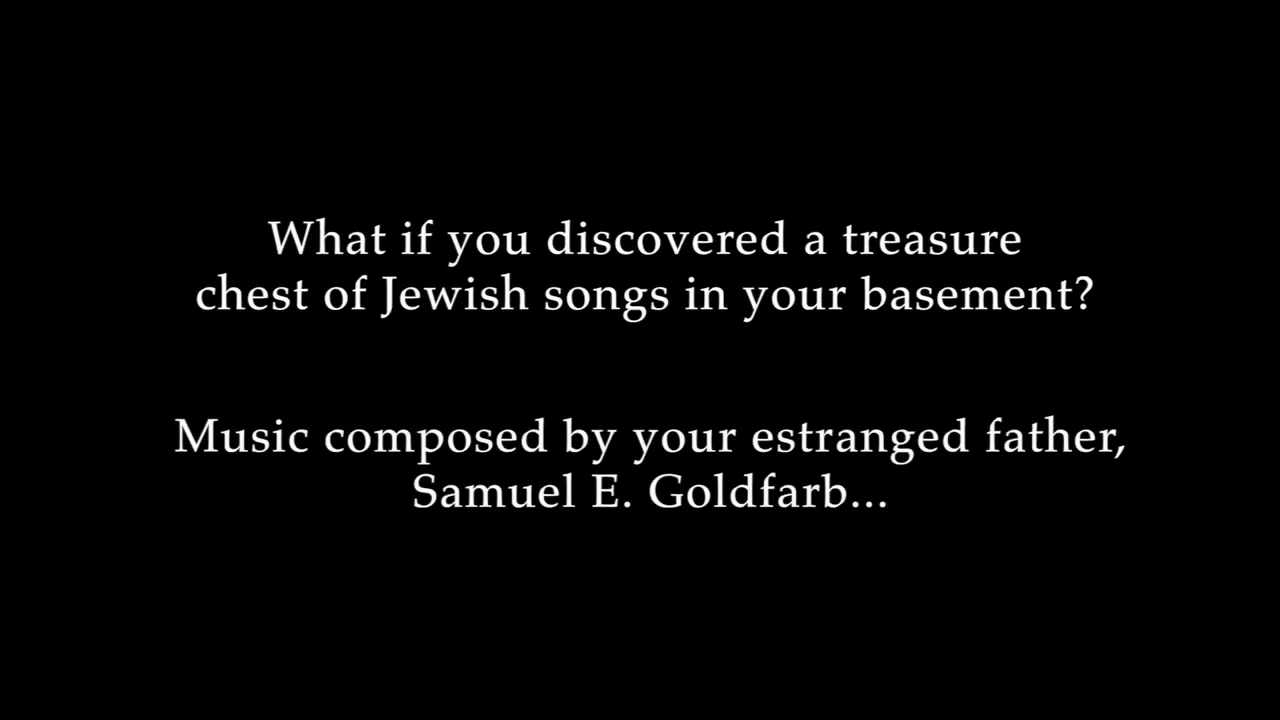 What if you discovered a treasure
chest of Jewish songs in your basement?
Music composed by your estranged father,
Samuel E. Goldfarb...